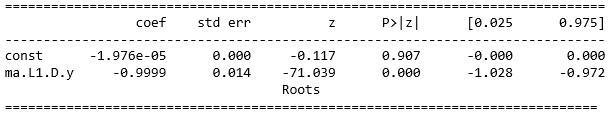 ==============================================================================
                 coef    std err          z      P>|z|      [0.025      0.975]
------------------------------------------------------------------------------
const      -1.976e-05      0.000     -0.117      0.907      -0.000       0.000
ma.L1.D.y     -0.9999      0.014    -71.039      0.000      -1.028      -0.972
                                    Roots
=============================================================================